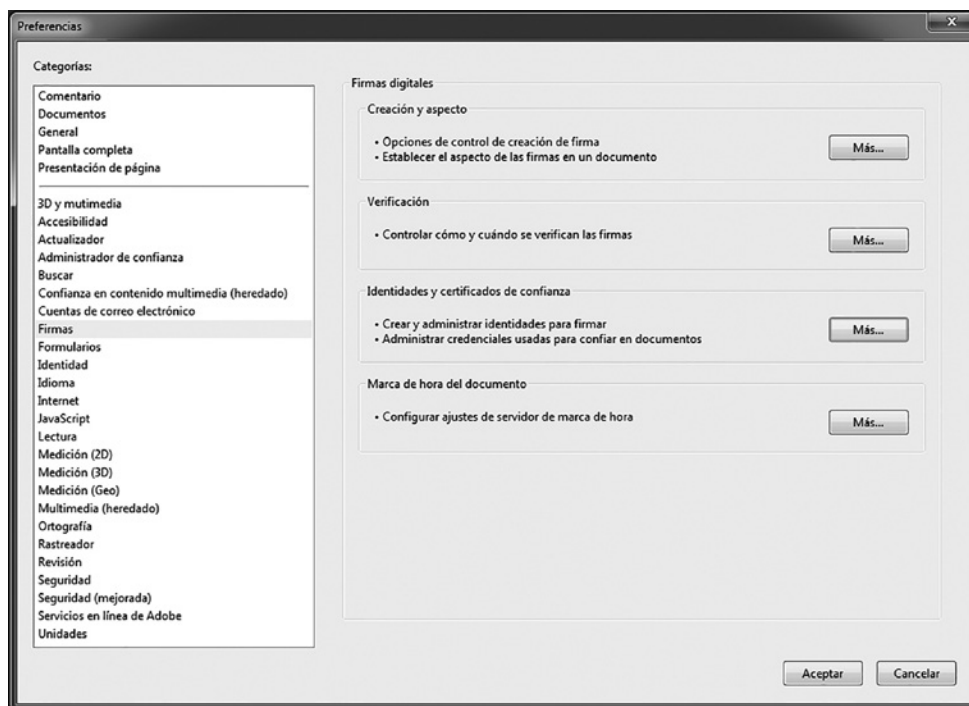 Preferencias
x
Categorías:
Comentario
Documentos
General
Pantalla completa
Presentación de página
3D y mutimedia
Accesibilidad
Actualizador
Administrador de confianza
Buscar
Confianza en contenido multimedia (heredado)
Cuentas de correo electrónico
Firmas
Formularios
Identidad
Idioma
Internet
JavaScript
Lectura
Medición (2D)
Medición (3D)
Medición (Geo)
Multimedia (heredado)
Ortografía
Rastreador
Revisión
Seguridad
Seguridad (mejorada)
Servicios en línea de Adobe
Unidades
Firmas digitales
Creación y aspecto
• Opciones de control de creación de firma
• Establecer el aspecto de las firmas en un documento
Más...
Verificación
• Controlar cómo y cuándo se verifican las firmas
Más...
Identidades y certificados de confianza
• Crear y administrar identidades para firmar
• Administrar credenciales usadas para confiar en documentos
Más...
Marca de hora del documento
• Configurar ajustes de servidor de marca de hora
Más...
Aceptar
Cancelar